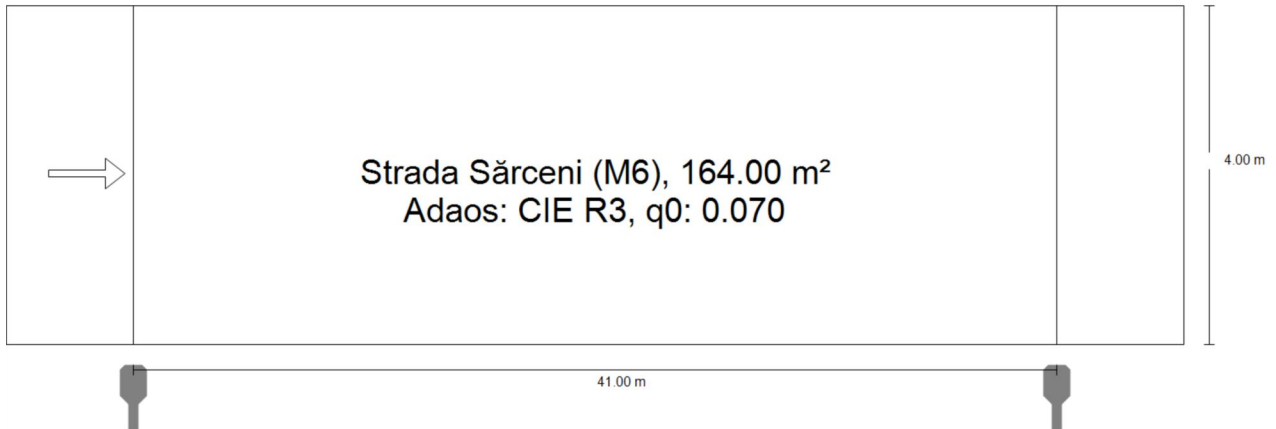 Strada Sărceni (M6), 164.00 m²
Adaos: CIE R3, q0: 0.070
4.00 m
41.00 m